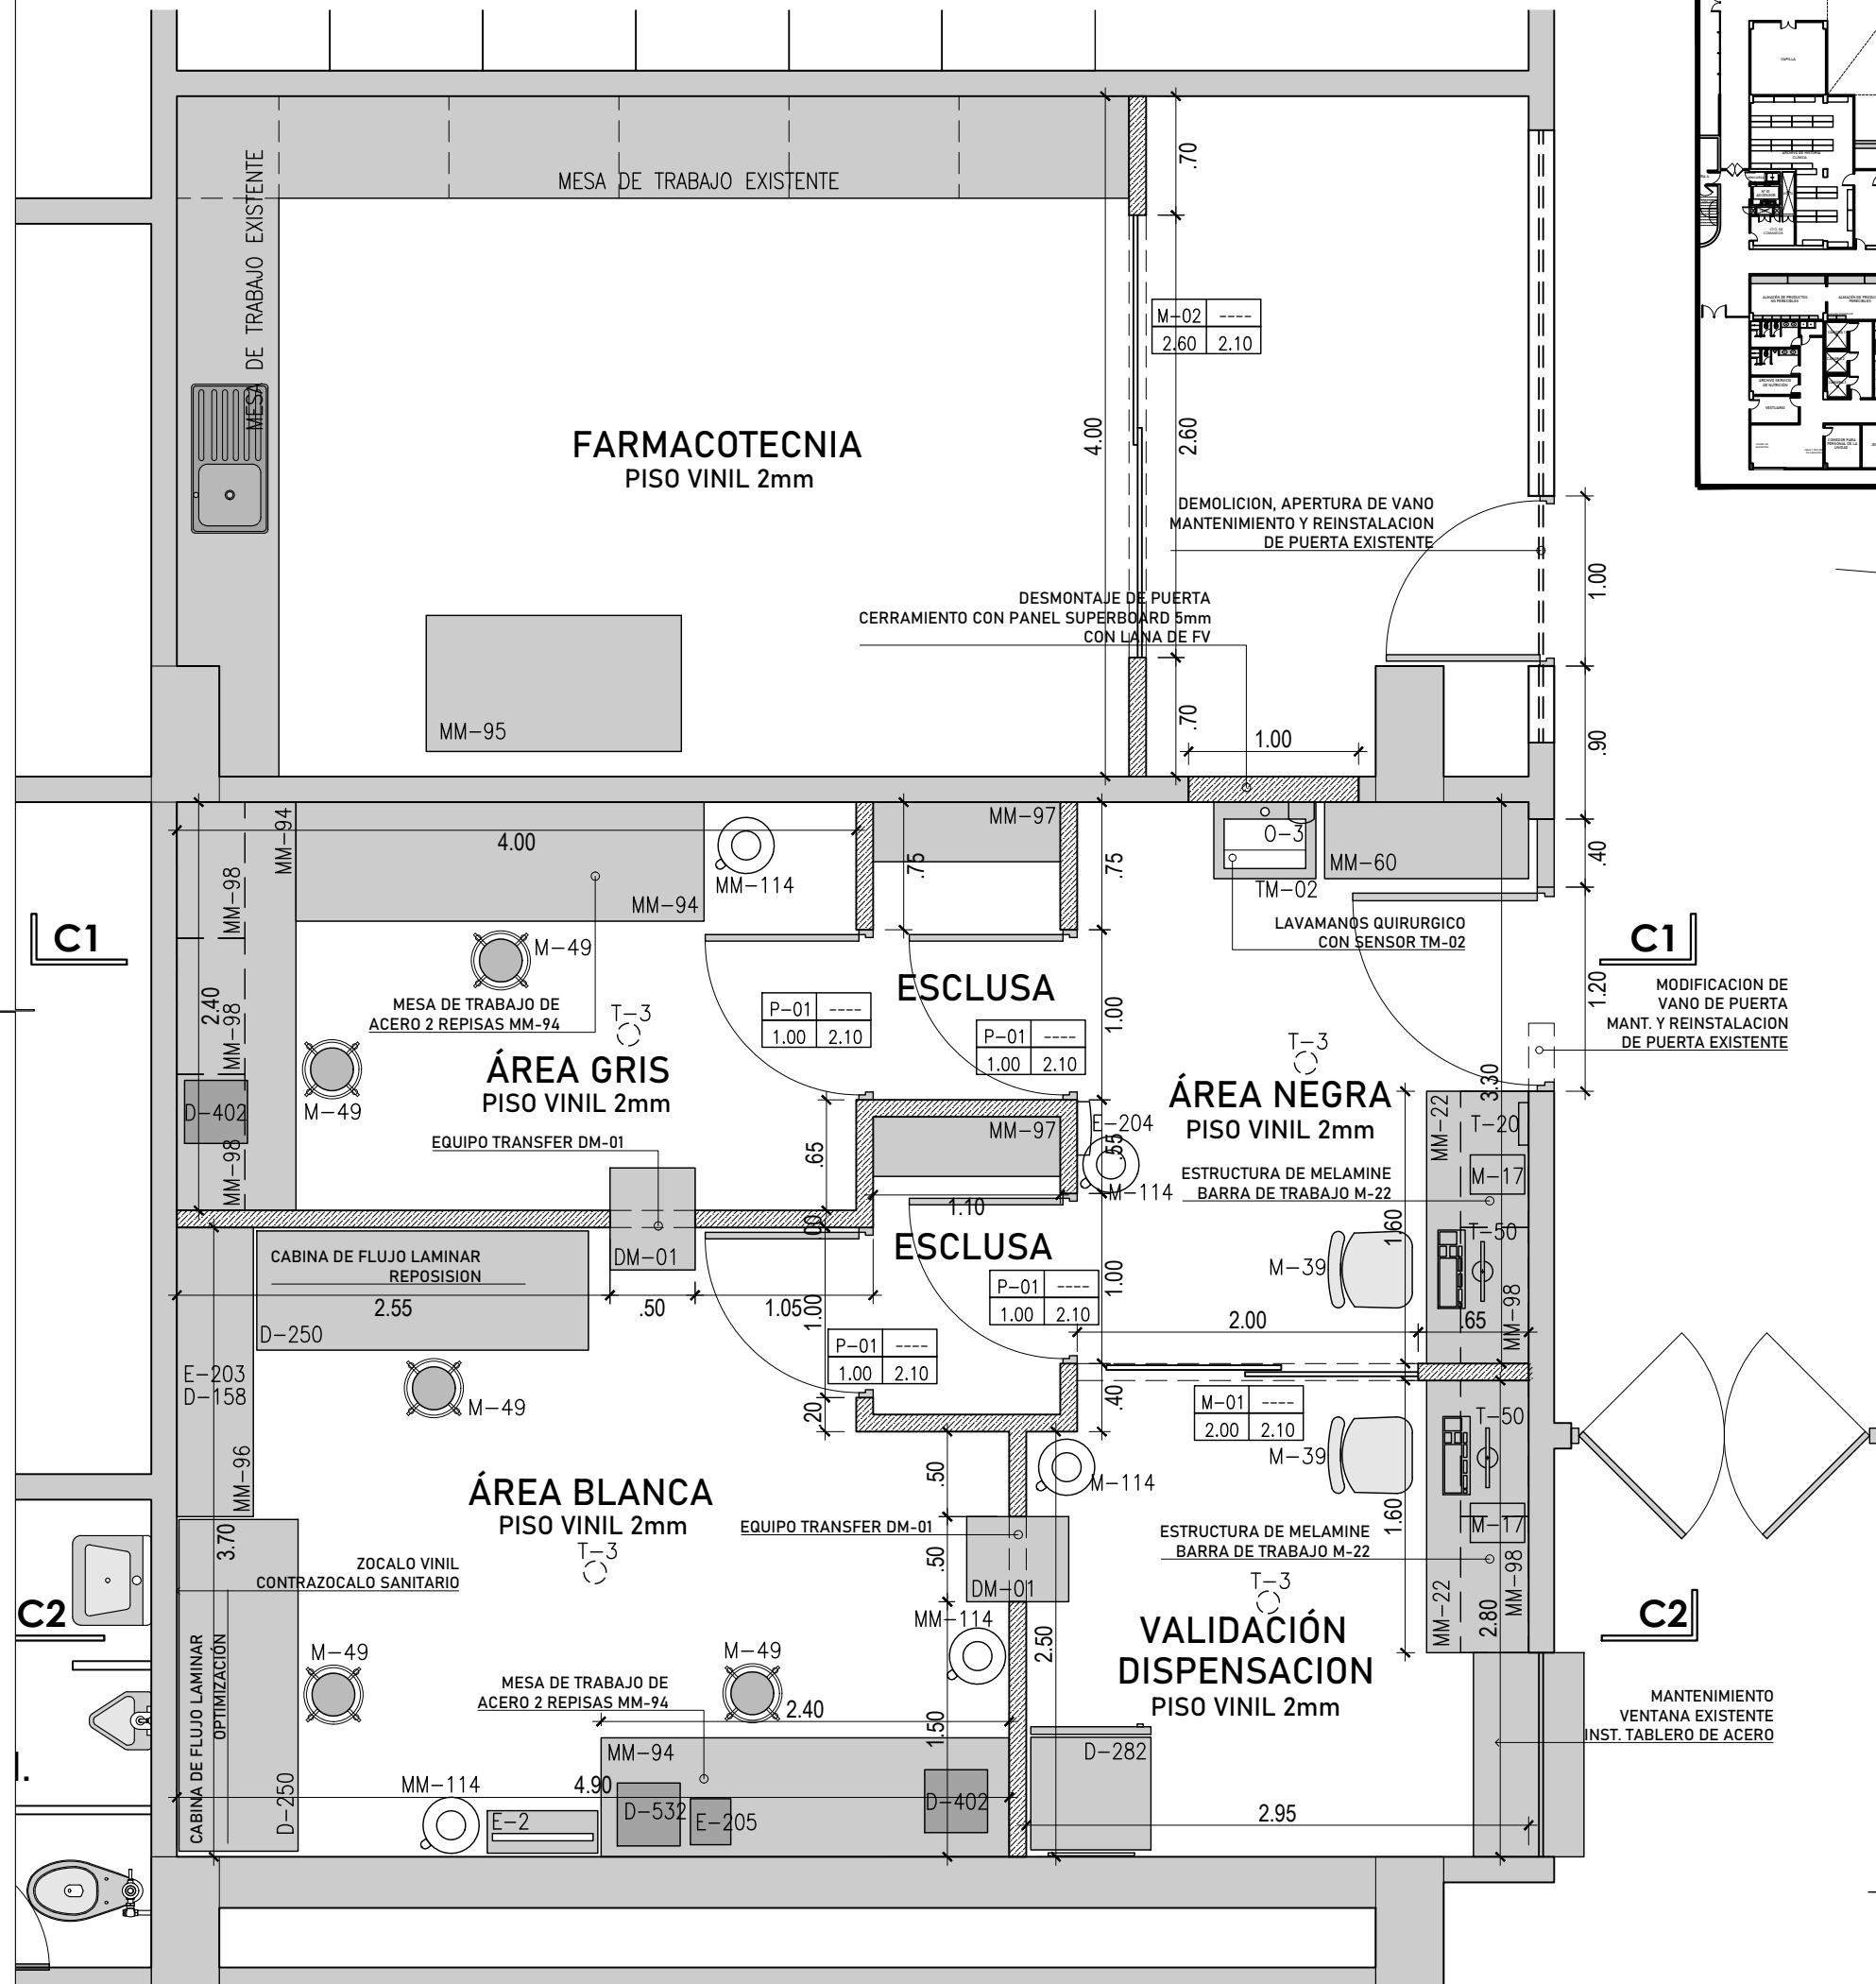 CAPILLA
MESA DE TRABAJO EXISTENTE
MESA DE TRABAJO EXISTENTE
.70
M-02 ----
2.60 2.10
4.00
2.60
FARMACOTECNIA
PISO VINIL 2mm
DEMOLICION, APERTURA DE VANO
MANTENIMIENTO Y REINSTALACION
DE PUERTA EXISTENTE
1.00
DESMONTAJE DE PUERTA
CERRAMIENTO CON PANEL SUPERBOARD 5mm
CON LANA DE FV
MM-95
.70
1.00
.90
MM-94
4.00
MM-98
MM-94
MM-114
MM-97
.75
.75
O-3
MM-60
TM-02
.40
LAVAMANOS QUIRURGICO
CON SENSOR TM-02
C1
C1
M-49
2.40
MESA DE TRABAJO DE
ACERO 2 REPISAS MM-94
ESCLUSA
P-01 ----
1.00 2.10
P-01 ----
1.00 2.10
1.00
1.20
MODIFICACION DE
VANO DE PUERTA
MANT. Y REINSTALACION
DE PUERTA EXISTENTE
T-3
MM-98
ÁREA GRIS
PISO VINIL 2mm
T-3
ÁREA NEGRA
PISO VINIL 2mm
3.30
D-402
M-49
MM-98
EQUIPO TRANSFER DM-01
.65
MM-97
E-204
.55
M-114
MM-22
T-20
M-17
ESTRUCTURA DE MELAMINE
BARRA DE TRABAJO M-22
1.10
.00
ESCLUSA
1.60
T-50
CABINA DE FLUJO LAMINAR
REPOSISION
DM-01
M-39
2.55
.50
1.05
1.00
P-01 ----
1.00 2.10
1.00
2.00
.65
MM-98
D-250
P-01 ----
1.00 2.10
E-203
D-158
M-49
.20
.40
M-01 ----
2.00 2.10
T-50
M-39
MM-96
.50
M-114
ÁREA BLANCA
PISO VINIL 2mm
T-3
EQUIPO TRANSFER DM-01
1.60
M-17
3.70
ZOCALO VINIL
CONTRAZOCALO SANITARIO
.50
DM-01
ESTRUCTURA DE MELAMINE
BARRA DE TRABAJO M-22
T-3
MM-98
MM-22
2.80
C2
C2
MM-114
VALIDACIÓN
DISPENSACION
PISO VINIL 2mm
2.50
CABINA DE FLUJO LAMINAR
OPTIMIZACIÓN
M-49
M-49
MESA DE TRABAJO DE
ACERO 2 REPISAS MM-94
2.40
1.50
MANTENIMIENTO
VENTANA EXISTENTE
INST. TABLERO DE ACERO
MM-94
D-282
D-250
MM-114
4.90
D-402
E-2
D-532
E-205
2.95